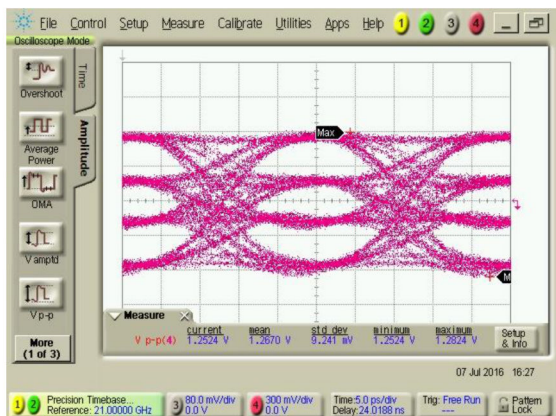 File Control Setup Measure Calibrate Utilities Apps Help 1 2 3 4
Oscilloscope Mode
Time
Amplitude
Overshoot
Average
Power
OMA
V amptd
V p-p
More
(1 of 3)
Max
M
Measure
current mean std dev minimum maximum
V p-p(4) 1.2524 V 1.2670 V 9.241 mV 1.2524 V 1.2824 V
Setup
& Info
07 Jul 2016 16:27
1 2 Precision Timebase...
Reference: 21.00000 GHz
3 80.0 mV/div
0.0 V
4 300 mV/div
0.0 V
Time:5.0 ps/div
Delay:24.0188 ns
Trig: Free Run
---
Pattern
Lock